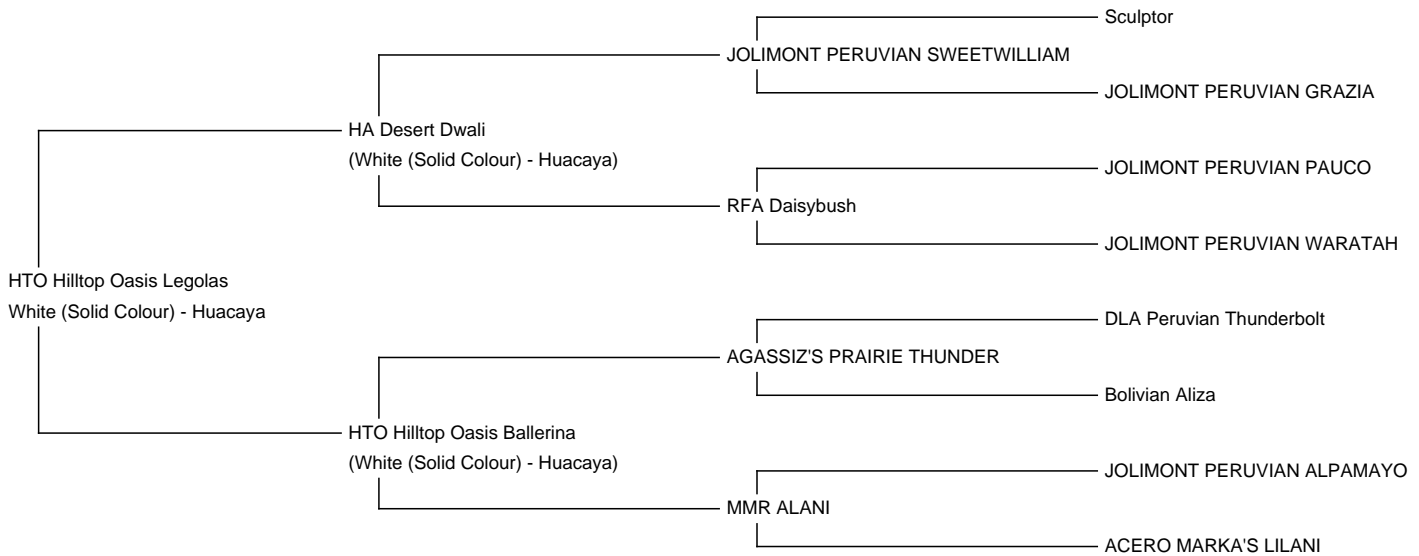 Sculptor
JOLIMONT PERUVIAN SWEETWILLIAM
JOLIMONT PERUVIAN GRAZIA
HA Desert Dwali
(White (Solid Colour) - Huacaya)
JOLIMONT PERUVIAN PAUCO
RFA Daisybush
JOLIMONT PERUVIAN WARATAH
HTO Hilltop Oasis Legolas
White (Solid Colour) - Huacaya
DLA Peruvian Thunderbolt
AGASSIZ'S PRAIRIE THUNDER
Bolivian Aliza
HTO Hilltop Oasis Ballerina
(White (Solid Colour) - Huacaya)
JOLIMONT PERUVIAN ALPAMAYO
MMR ALANI
ACERO MARKA'S LILANI